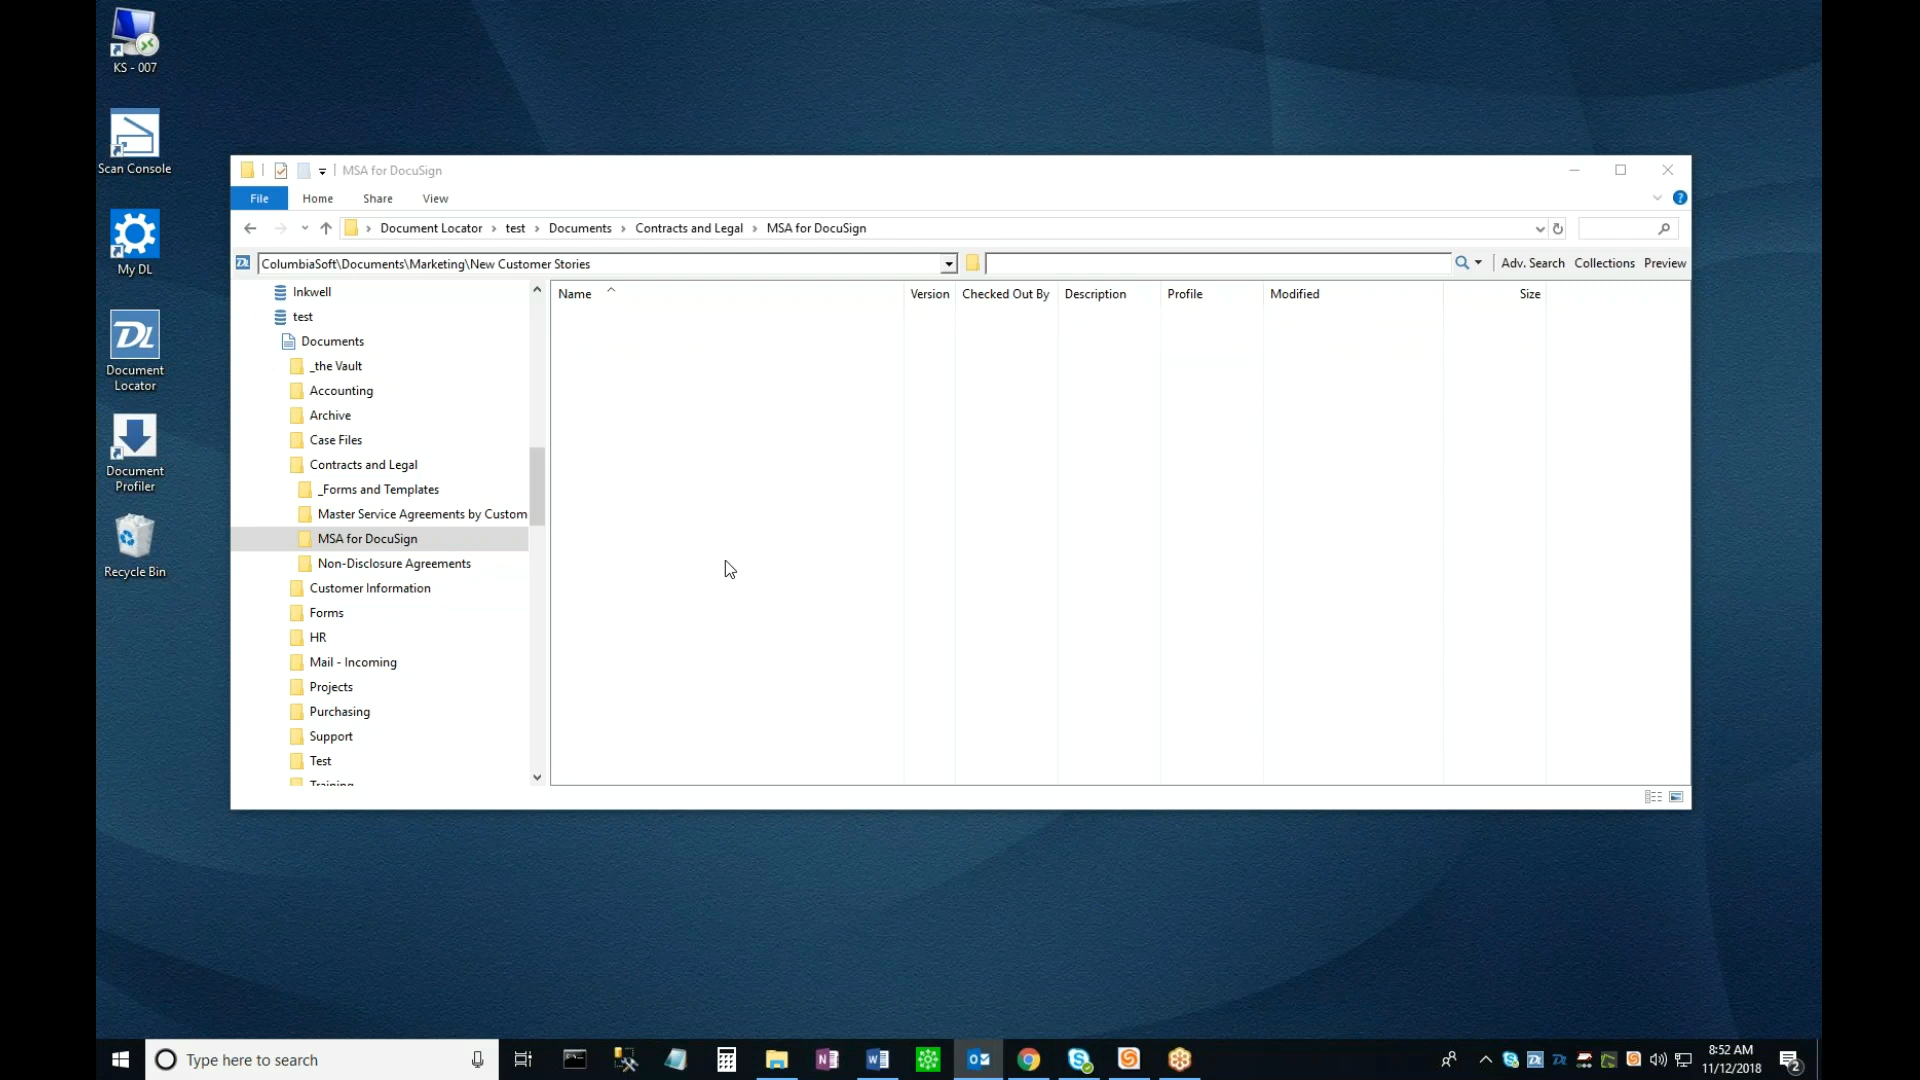 KS - 007
Scan Console
My DL
DL
Document
Locator
Document
Profiler
Recycle Bin
MSA for DocuSign
File Home Share View
Document Locator test Documents Contracts and Legal MSA for DocuSign
DL ColumbiaSoft\Documents\Marketing\New Customer Stories
Adv. Search Collections Preview
Inkwell
test
Documents
_the Vault
Accounting
Archive
Case Files
Contracts and Legal
_Forms and Templates
Master Service Agreements by Custom
MSA for DocuSign
Non-Disclosure Agreements
Customer Information
Forms
HR
Mail - Incoming
Projects
Purchasing
Support
Test
Training
Name Version Checked Out By Description Profile Modified Size
Type here to search
8:52 AM
11/12/2018
2